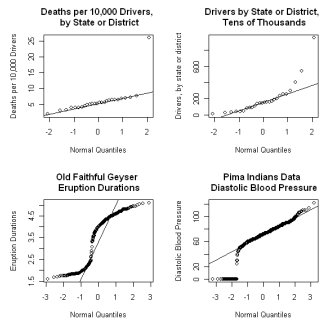 Deaths per 10,000 Drivers,
by State or District
Deaths per 10,000 Drivers
5 10 15 20 25
-2 -1 0 1 2
Normal Quantiles
Drivers by State or District,
Tens of Thousands
Drivers, by state or district
0 200 600
-2 -1 0 1 2
Normal Quantiles
Old Faithful Geyser
Eruption Durations
Eruption Durations
1.5 2.5 3.5 4.5
-3 -2 -1 0 1 2 3
Normal Quantiles
Pima Indians Data
Diastolic Blood Pressure
Diastolic Blood Pressure
0 20 60 100
-3 -2 -1 0 1 2 3
Normal Quantiles